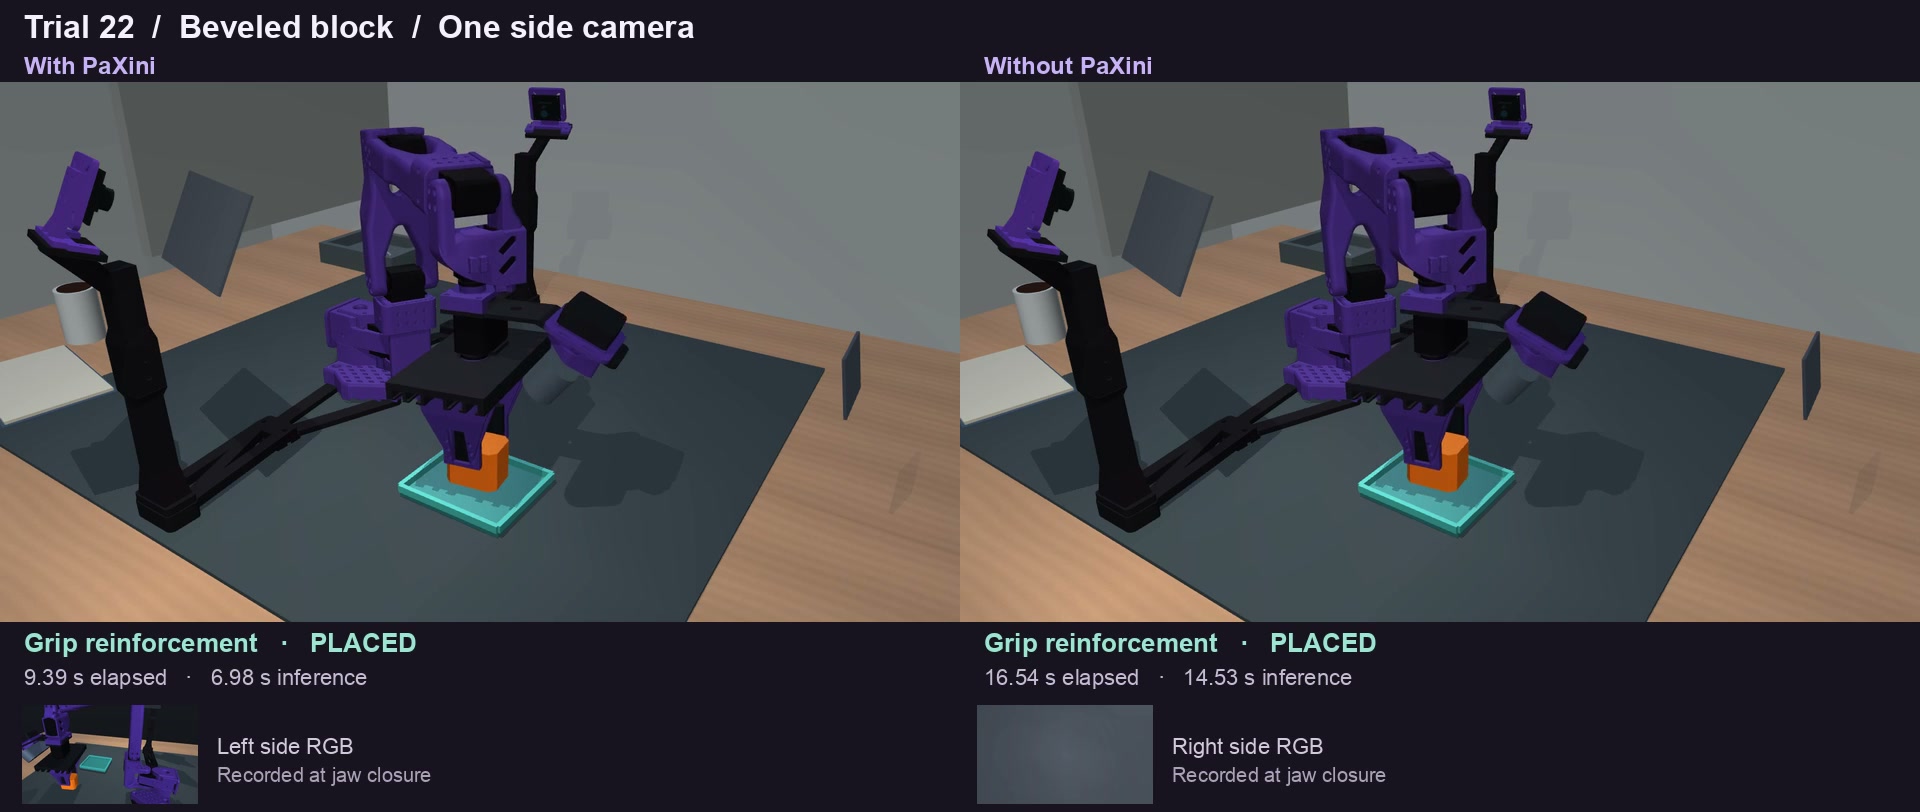 Trial 22 / Beveled block / One side camera
With PaXini
Without PaXini
Grip reinforcement · PLACED
9.39 s elapsed · 6.98 s inference
Left side RGB
Recorded at jaw closure
Grip reinforcement · PLACED
16.54 s elapsed · 14.53 s inference
Right side RGB
Recorded at jaw closure